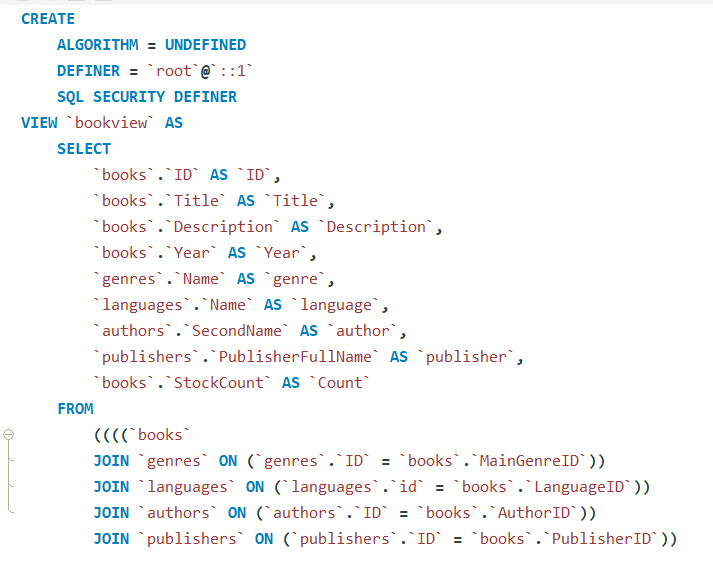 CREATE
ALGORITHM = UNDEFINED
DEFINER = `root`@`::1`
SQL SECURITY DEFINER
VIEW `bookview` AS
SELECT
`books`.`ID` AS `ID`,
`books`.`Title` AS `Title`,
`books`.`Description` AS `Description`,
`books`.`Year` AS `Year`,
`genres`.`Name` AS `genre`,
`languages`.`Name` AS `language`,
`authors`.`SecondName` AS `author`,
`publishers`.`PublisherFullName` AS `publisher`,
`books`.`StockCount` AS `Count`
FROM
((((`books`
JOIN `genres` ON (`genres`.`ID` = `books`.`MainGenreID`))
JOIN `languages` ON (`languages`.`id` = `books`.`LanguageID`))
JOIN `authors` ON (`authors`.`ID` = `books`.`AuthorID`))
JOIN `publishers` ON (`publishers`.`ID` = `books`.`PublisherID`))